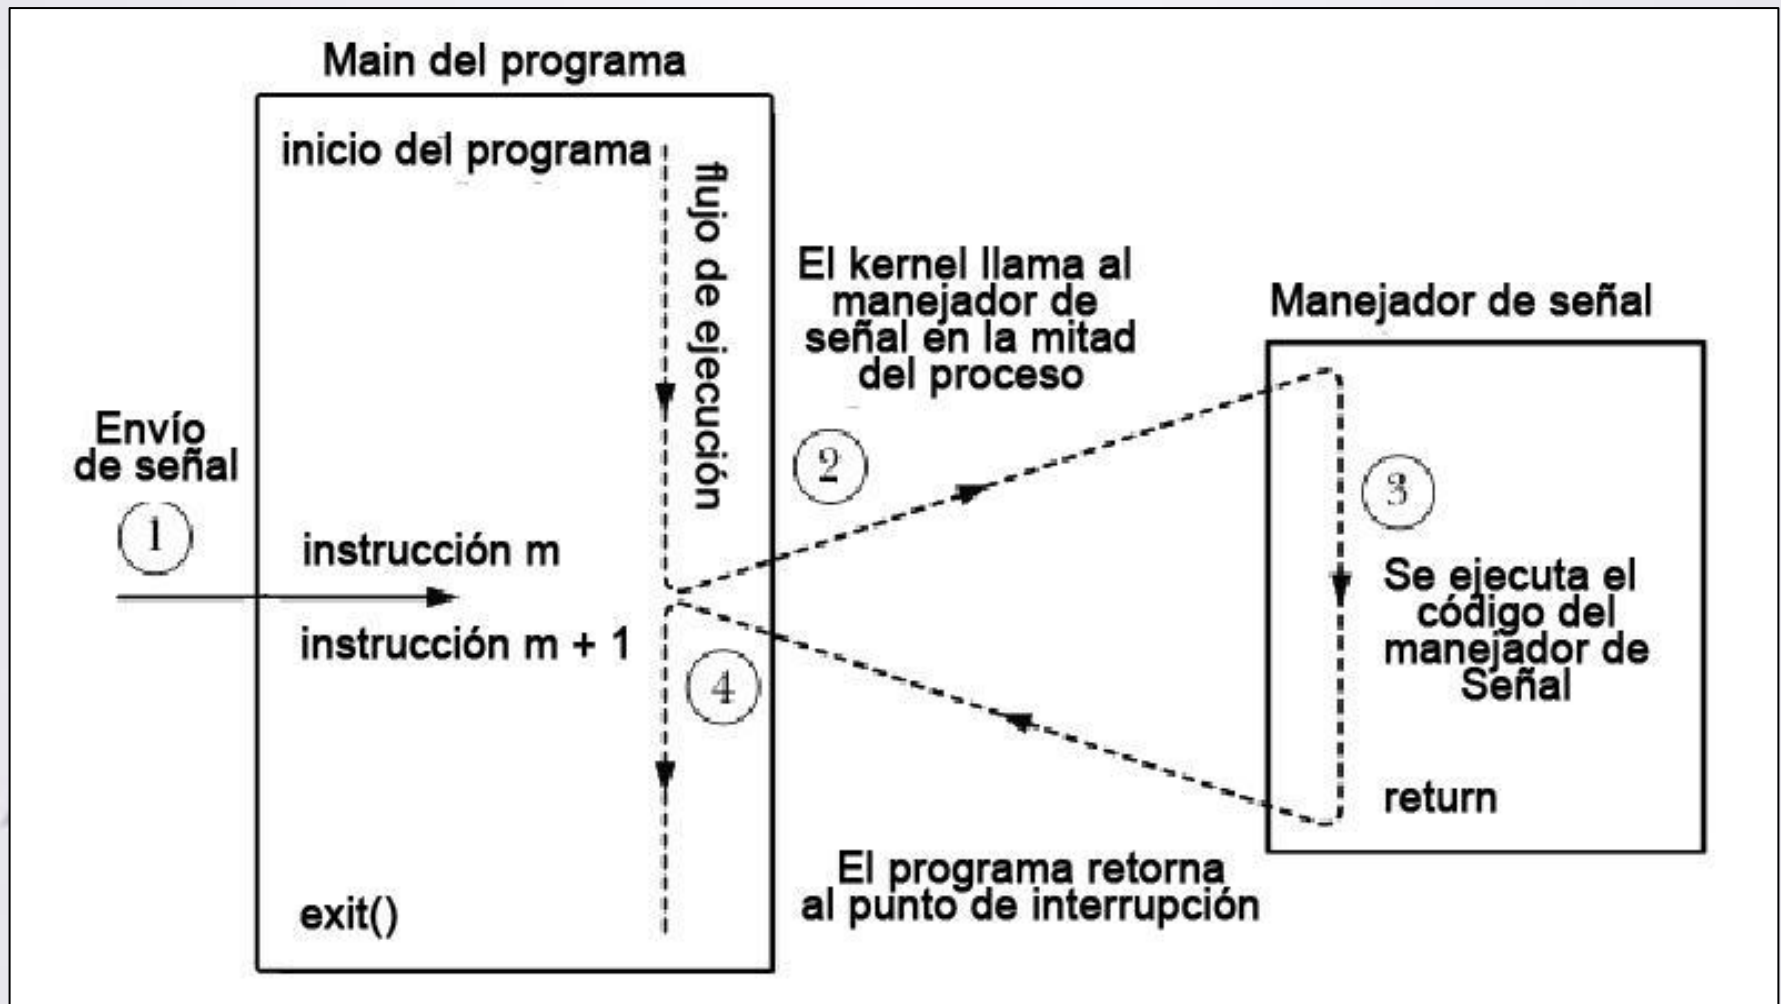 Main del programa
inicio del programa
flujo de ejecución
El kernel llama al
manejador de
señal en la mitad
del proceso
Manejador de señal
Envío
de señal
1
2
3
instrucción m
instrucción m + 1
4
Se ejecuta el
código del
manejador de
Señal
return
El programa retorna
al punto de interrupción
exit()